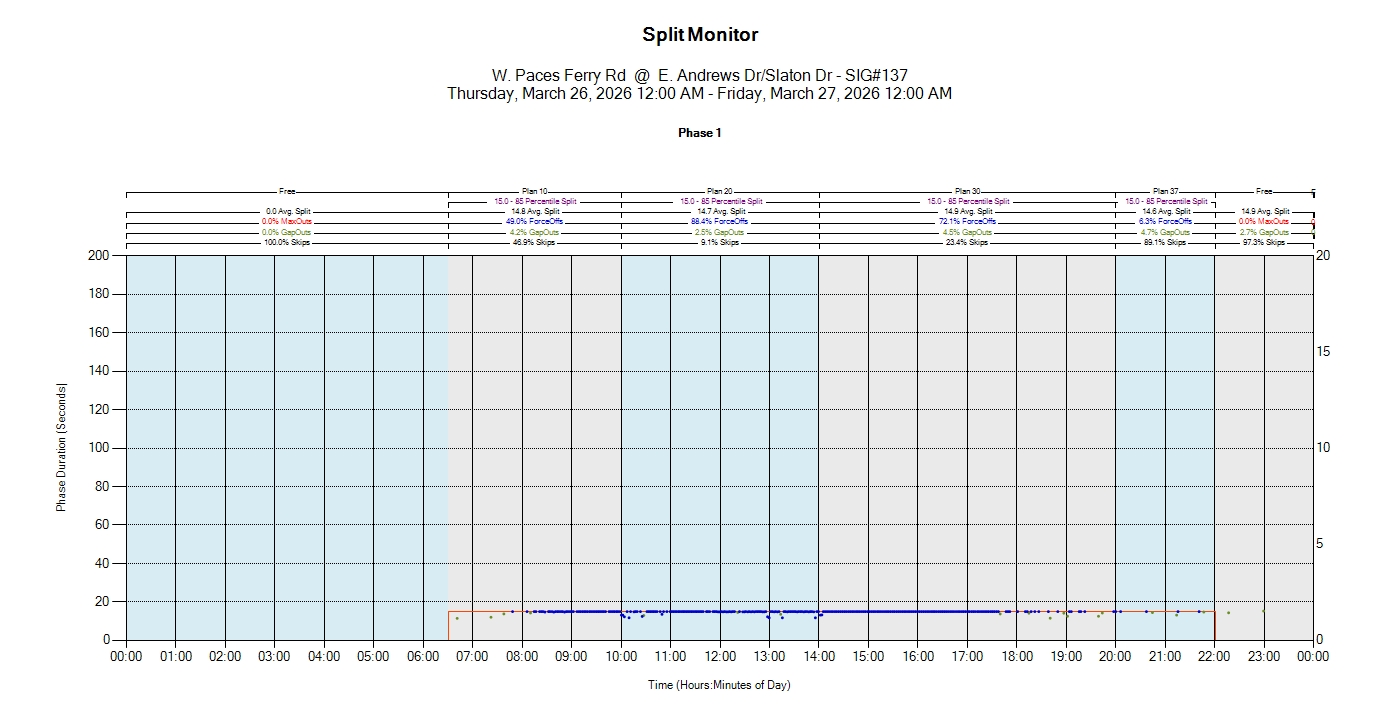 Split Monitor
W. Paces Ferry Rd @ E. Andrews Dr/Slaton Dr - SIG#137
Thursday, March 26, 2026 12:00 AM - Friday, March 27, 2026 12:00 AM
Phase 1
Free Plan 10 Plan 20 Plan 30 Plan 37 Free
15.0 - 85 Percentile Split 15.0 - 85 Percentile Split 15.0 - 85 Percentile Split 15.0 - 85 Percentile Split
0.0 Avg. Split 14.8 Avg. Split 14.7 Avg. Split 14.9 Avg. Split 14.6 Avg. Split 14.9 Avg. Split
0.0% MaxOuts 49.0% ForceOffs 88.4% ForceOffs 72.1% ForceOffs 6.3% ForceOffs 0.0% MaxOuts
0.0% GapOuts 4.2% GapOuts 2.5% GapOuts 4.5% GapOuts 4.7% GapOuts 2.7% GapOuts
100.0% Skips 46.9% Skips 9.1% Skips 23.4% Skips 89.1% Skips 97.3% Skips
200 20
180
160
15
140
120
100 10
80
60
5
40
20
0 0
00:00 01:00 02:00 03:00 04:00 05:00 06:00 07:00 08:00 09:00 10:00 11:00 12:00 13:00 14:00 15:00 16:00 17:00 18:00 19:00 20:00 21:00 22:00 23:00 00:00
Phase Duration (Seconds)
Time (Hours:Minutes of Day)